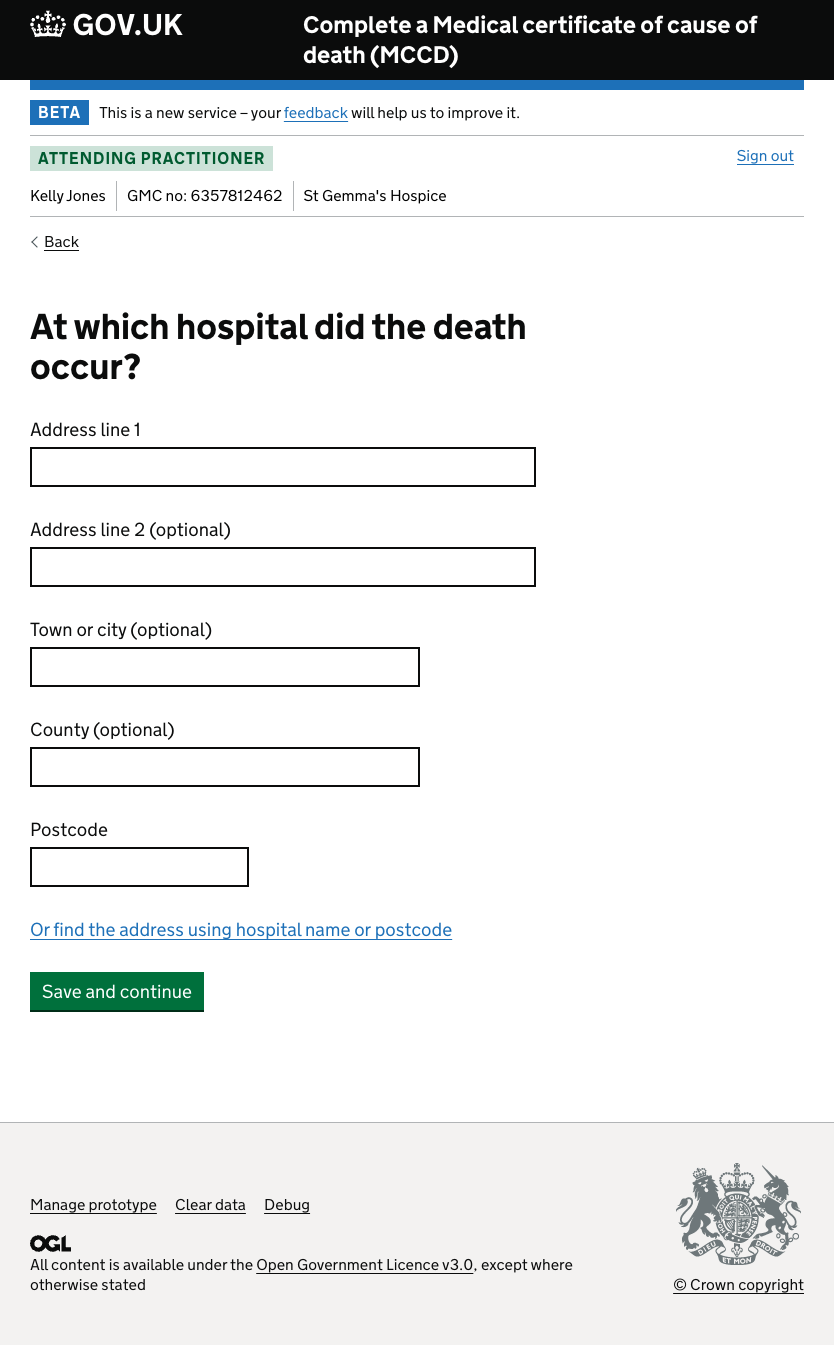 GOV.UK
Complete a Medical certificate of cause of
death (MCCD)
BETA This is a new service – your feedback will help us to improve it.
ATTENDING PRACTITIONER
Sign out
Kelly Jones GMC no: 6357812462 St Gemma's Hospice
Back
At which hospital did the death
occur?
Address line 1
Address line 2 (optional)
Town or city (optional)
County (optional)
Postcode
Or find the address using hospital name or postcode
Save and continue
Manage prototype Clear data Debug
OGL
All content is available under the Open Government Licence v3.0, except where
otherwise stated
DIEU ET MON DROIT
© Crown copyright